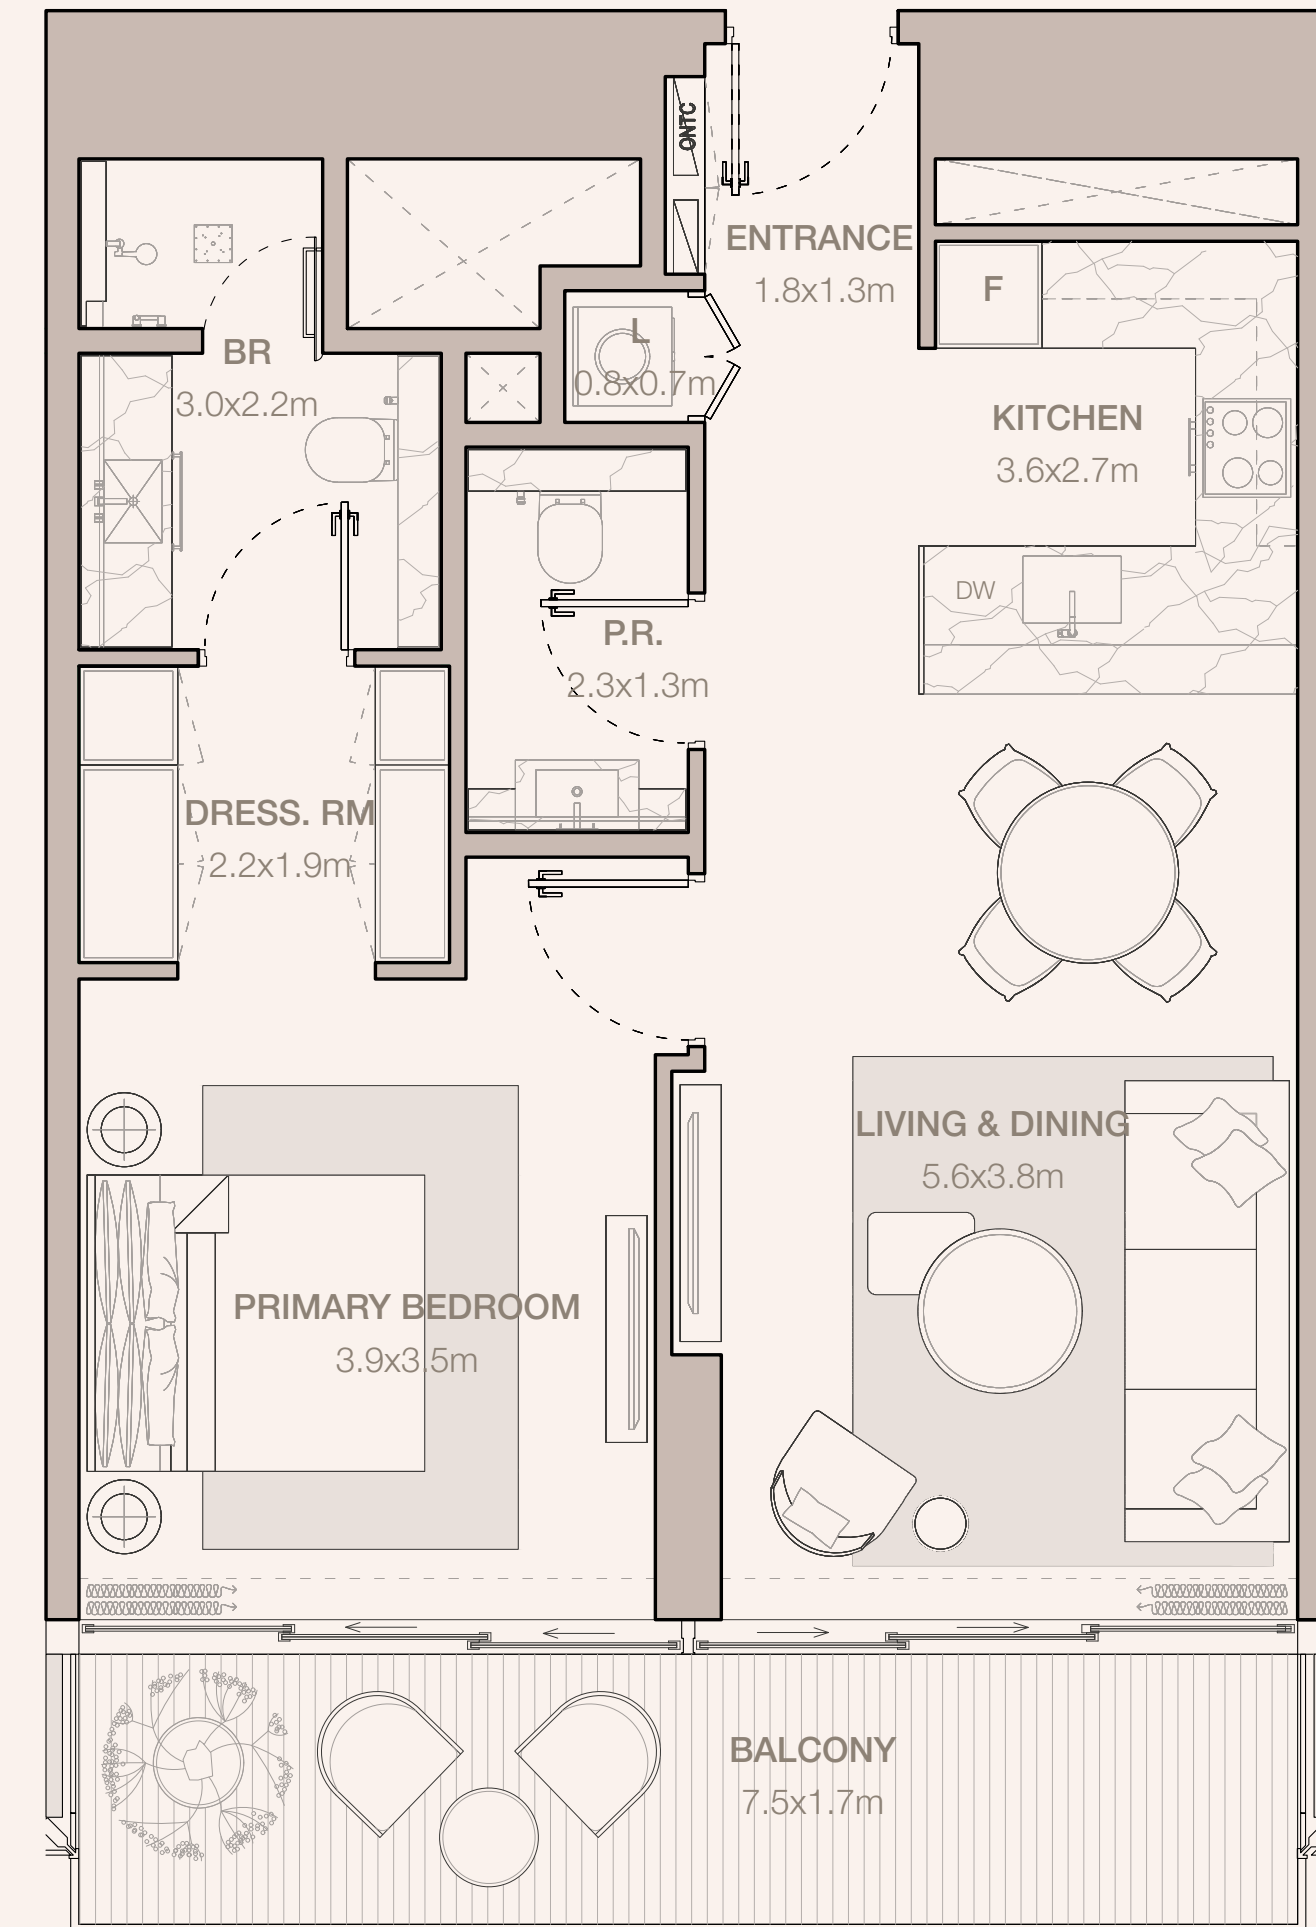 ONTC
ENTRANCE
1.8x1.3m
F
L
0.8x0.7m
BR
3.0x2.2m
KITCHEN
3.6x2.7m
DW
P.R.
2.3x1.3m
DRESS. RM
2.2x1.9m
LIVING & DINING
5.6x3.8m
PRIMARY BEDROOM
3.9x3.5m
BALCONY
7.5x1.7m